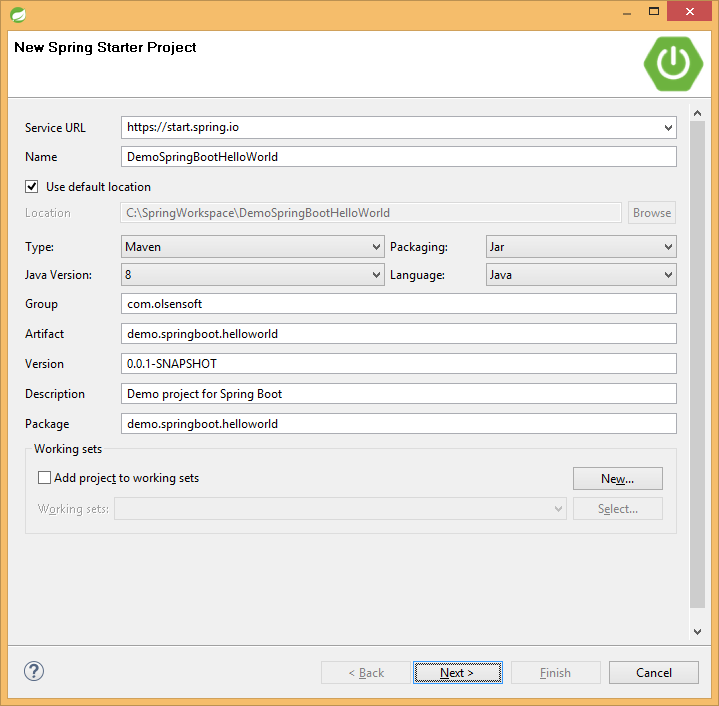 New Spring Starter Project
Service URL https://start.spring.io
Name DemoSpringBootHelloWorld
Use default location
Location C:\SpringWorkspace\DemoSpringBootHelloWorld Browse
Type: Maven Packaging: Jar
Java Version: 8 Language: Java
Group com.olsensoft
Artifact demo.springboot.helloworld
Version 0.0.1-SNAPSHOT
Description Demo project for Spring Boot
Package demo.springboot.helloworld
Working sets
Add project to working sets New...
Working sets: Select...
? < Back Next > Finish Cancel